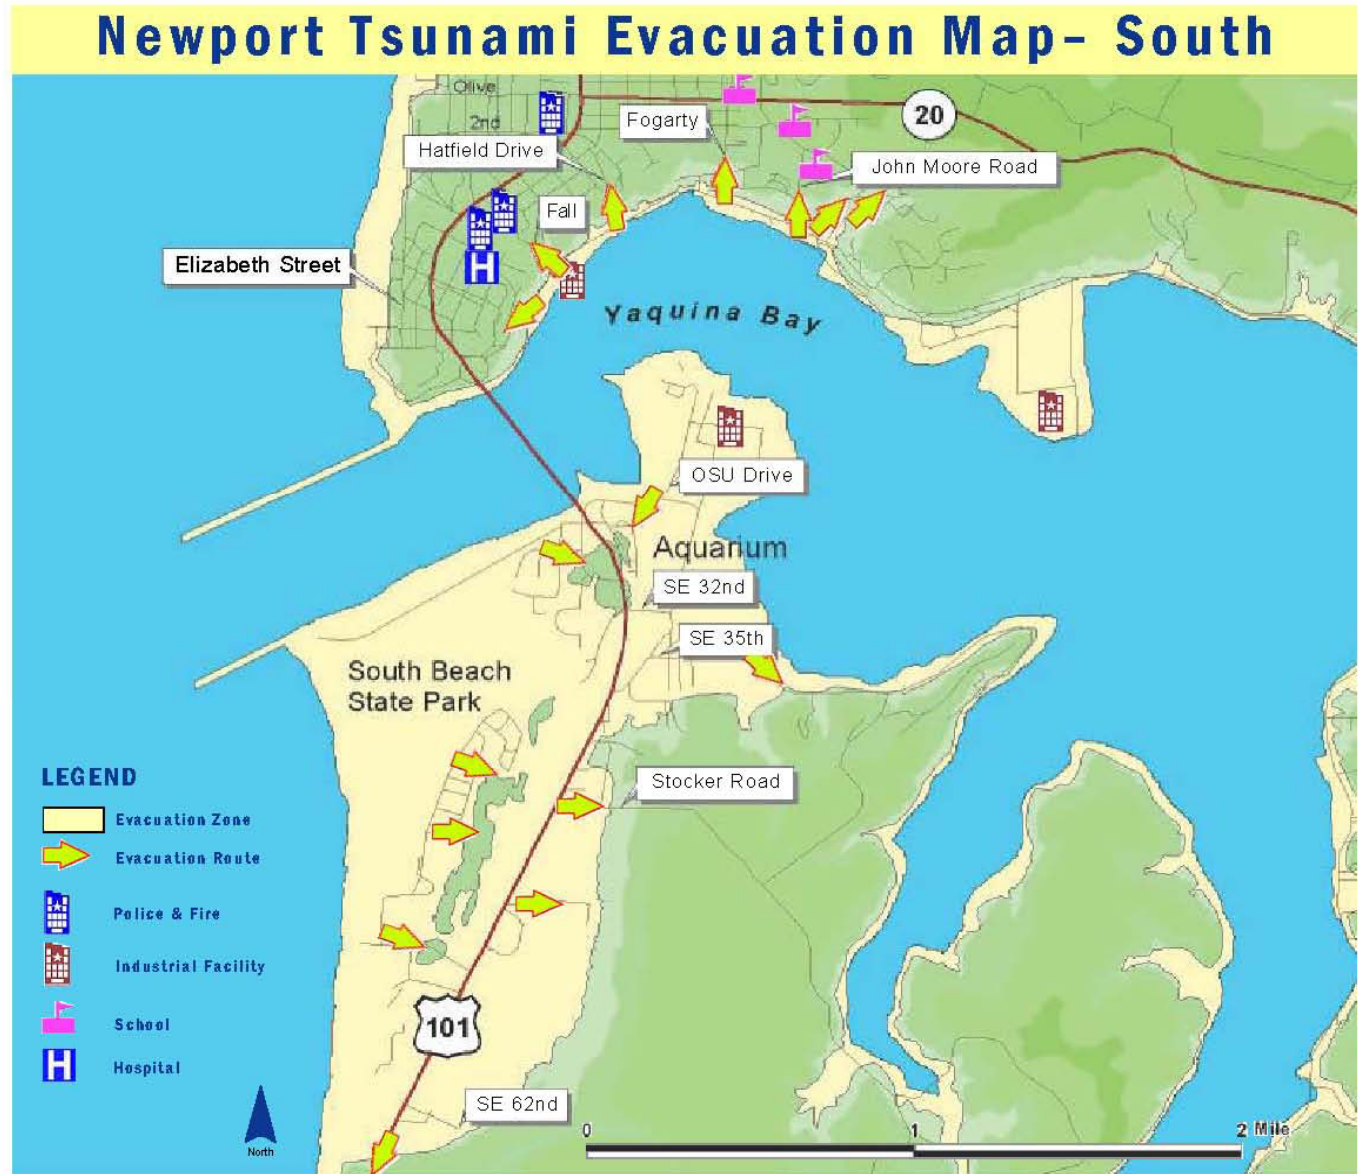 Newport Tsunami Evacuation Map– South
Olive
2nd
Hatfield Drive
Fogarty
20
John Moore Road
Fall
Elizabeth Street
H
Yaquina Bay
OSU Drive
Aquarium
SE 32nd
SE 35th
South Beach
State Park
Stocker Road
LEGEND
Evacuation Zone
Evacuation Route
Police & Fire
Industrial Facility
School
H
Hospital
101
North
SE 62nd
0
1
2 Mile